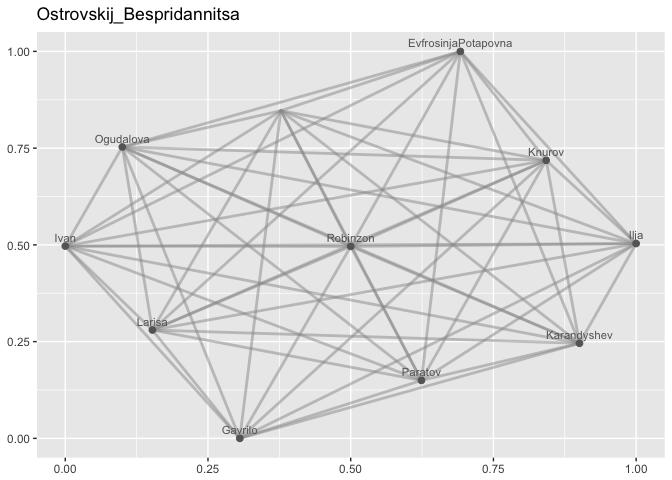 Ostrovskij_Bespridannitsa
EvfrosinjaPotapovna
1.00
Ogudalova
0.75
Knurov
Ivan
Robinzon
Ilja
0.50
Larisa
Karandyshev
0.25
Paratov
Gavrilo
0.00
0.00 0.25 0.50 0.75 1.00